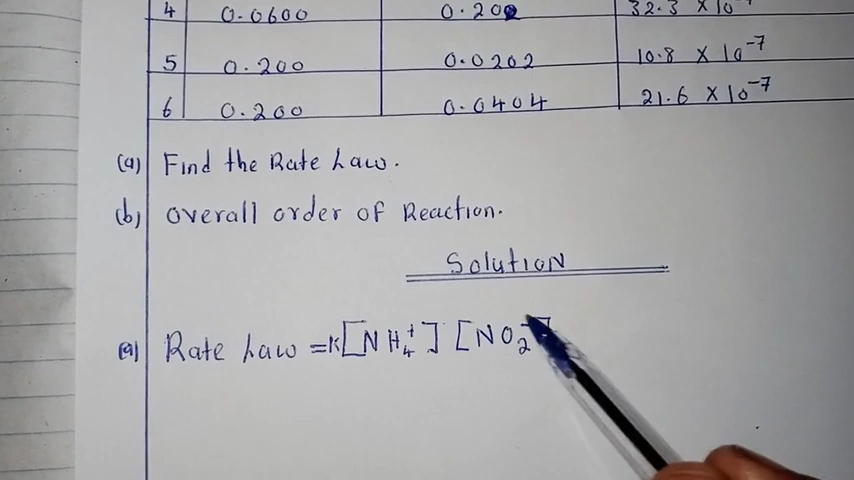 4 0.0600 0.200 32.3 × 10
5 0.200 0.0202 10.8 × 10⁻⁷
6 0.200 0.0404 21.6 × 10⁻⁷
(a) Find the Rate Law.
(b) Overall order of Reaction.
Solution
(a) Rate Law = K[NH₄⁺] [NO₂⁻]